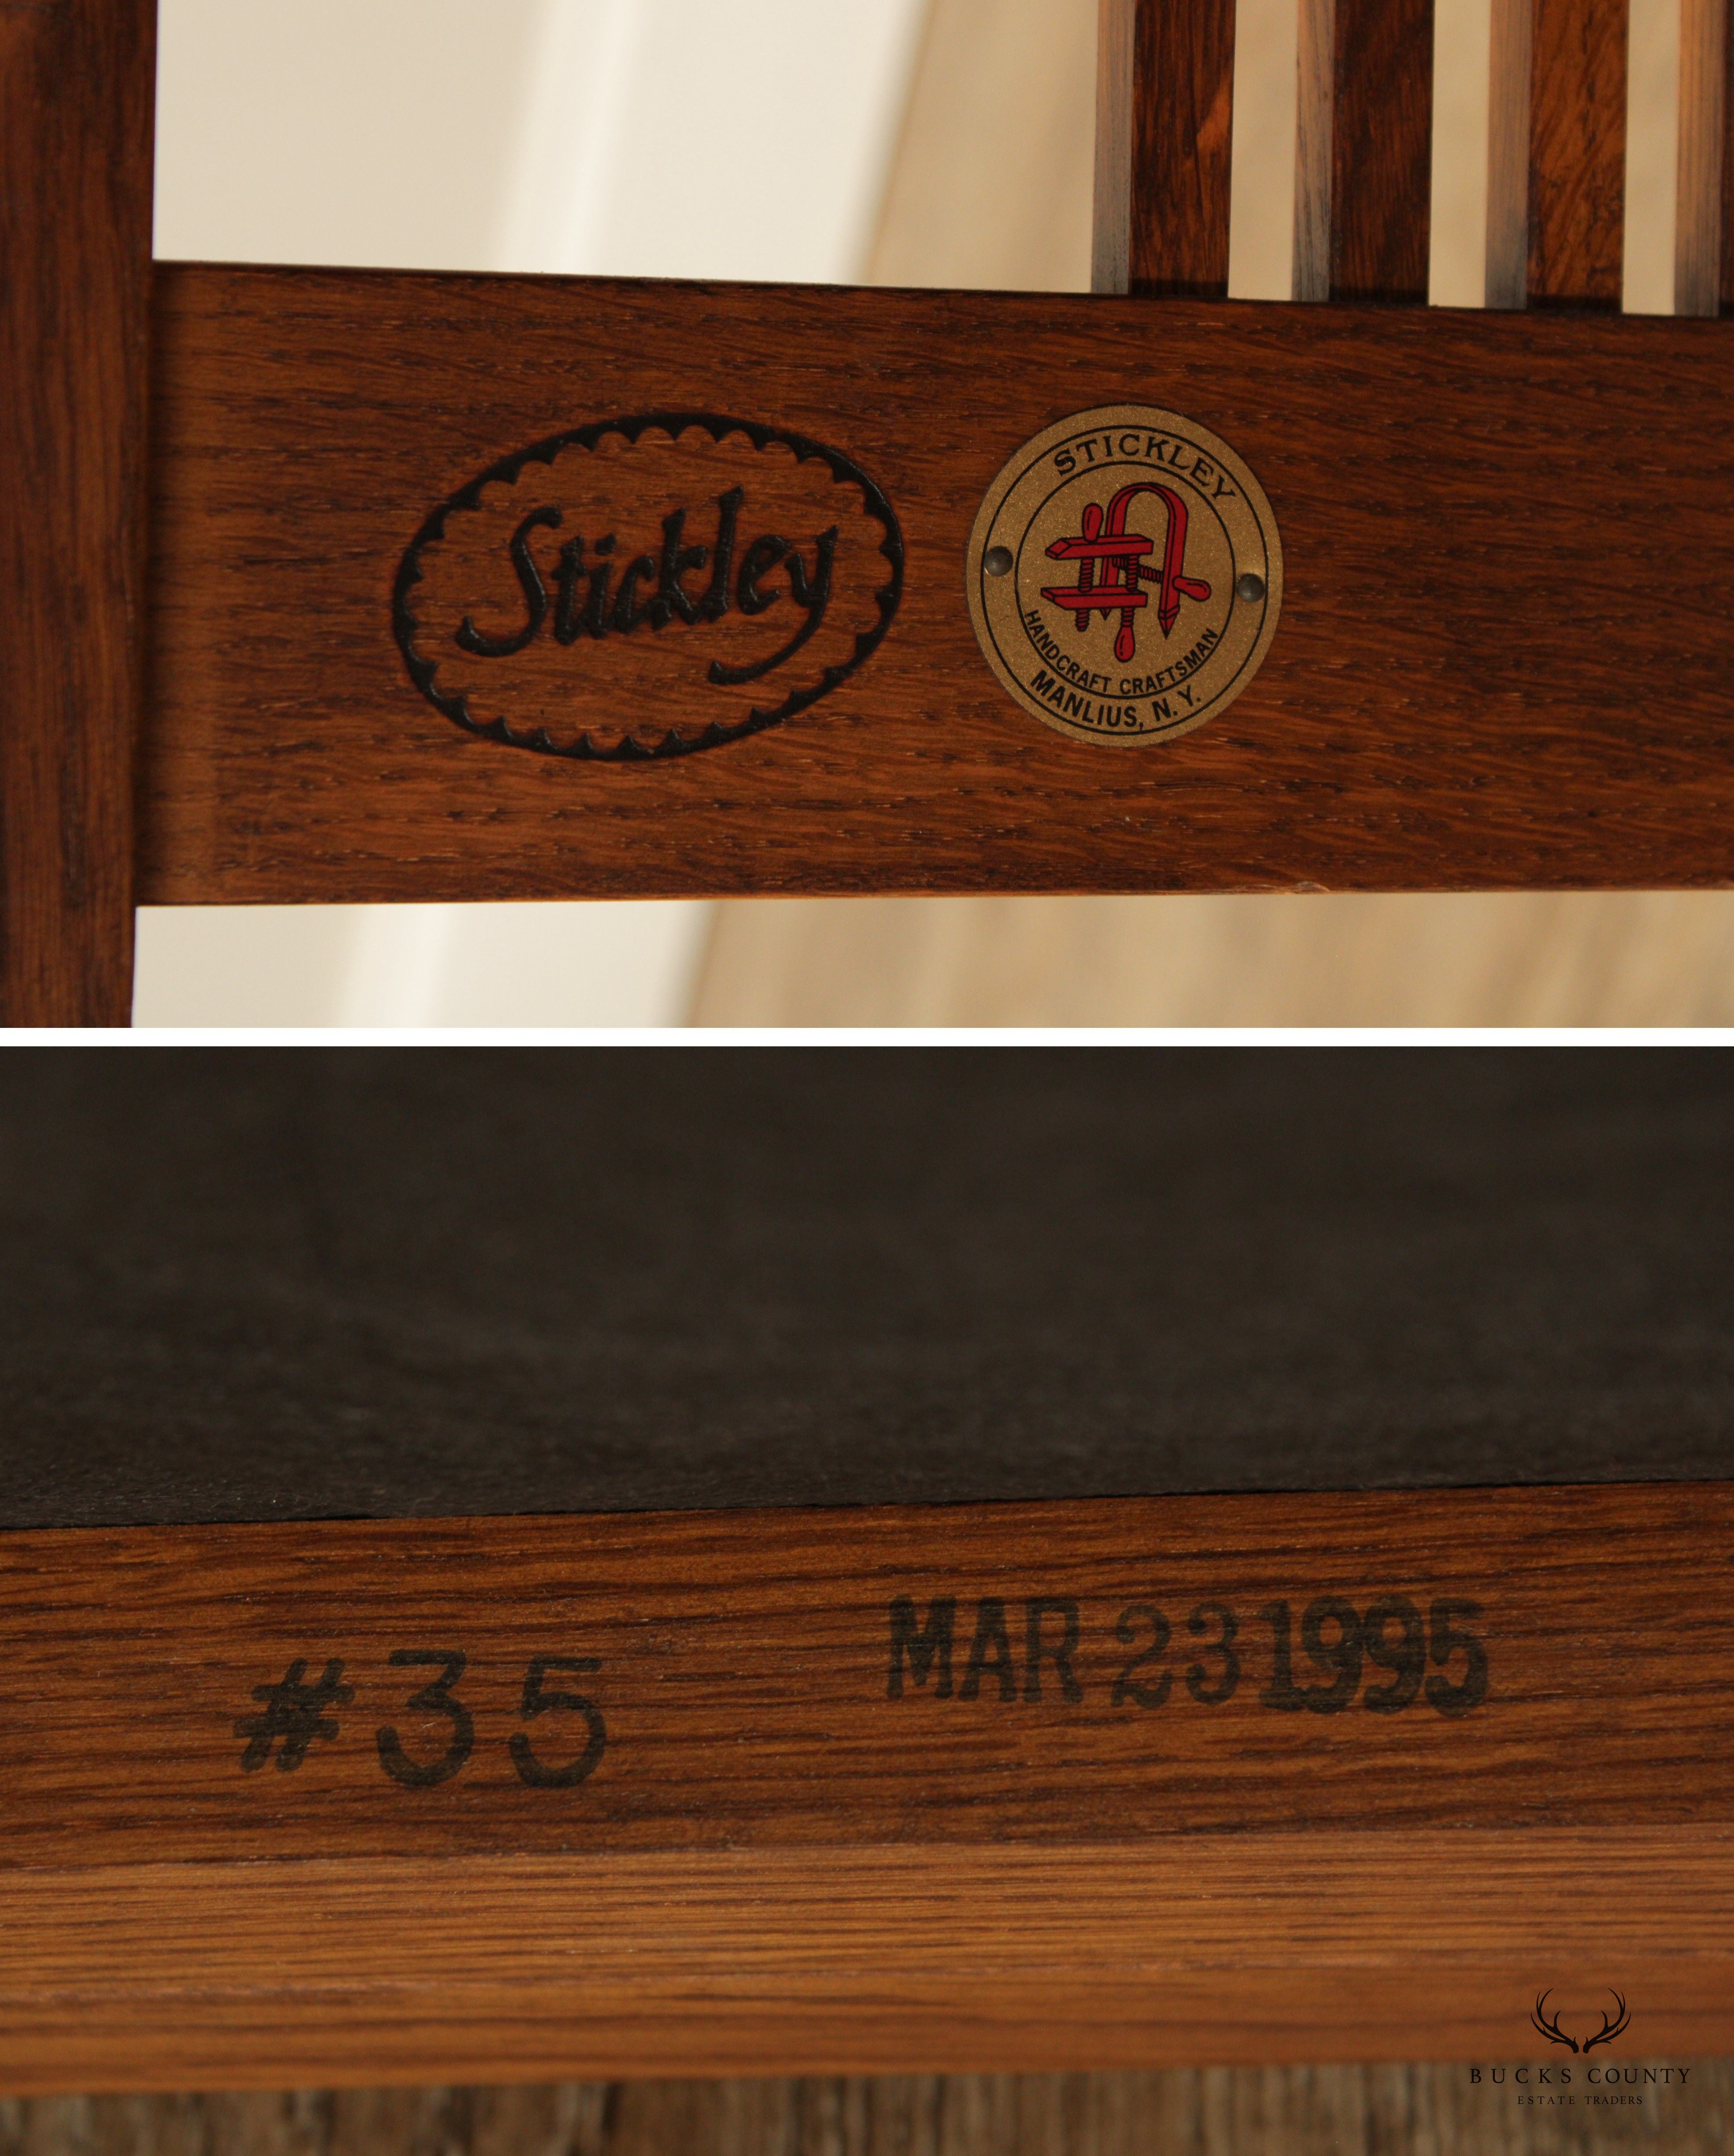 Stickley
STICKLEY
HANDCRAFT CRAFTSMAN
MANLIUS, N.Y.
#35
MAR 23 1995
BUCKS COUNTY
ESTATE TRADERS